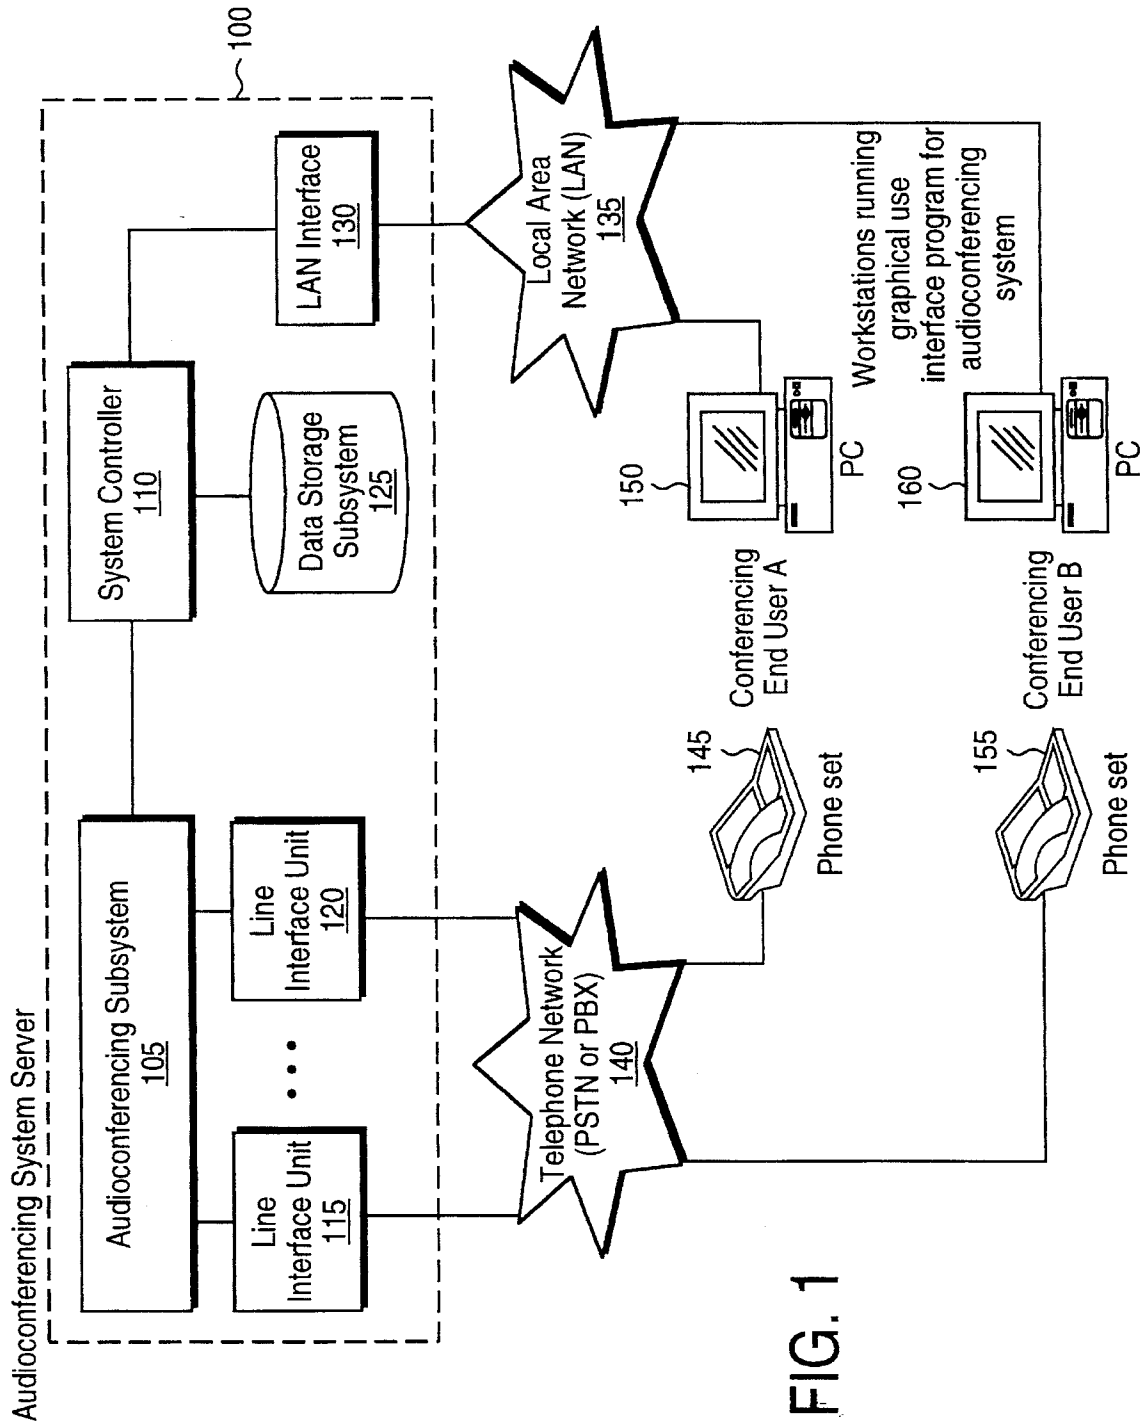 Audioconferencing System Server
100
Audioconferencing Subsystem
105
System Controller
110
Line
Interface Unit
115
Line
Interface Unit
120
Data Storage
Subsystem
125
LAN Interface
130
Telephone Network
(PSTN or PBX)
140
Local Area
Network (LAN)
135
145
Phone set
Conferencing
End User A
150
PC
Workstations running
graphical use
interface program for
audioconferencing
system
155
Phone set
Conferencing
End User B
160
PC
FIG. 1